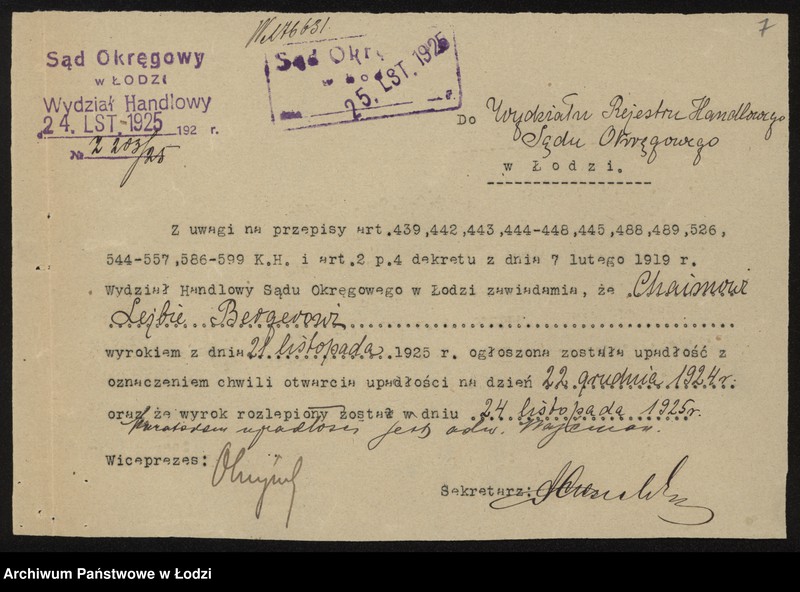 7
Sąd Okręgowy
w ŁODZI
Wydział Handlowy
24. LST. 1925 192 r.
№ Z 203/25
Sąd Okrę
w Łod
25. LST. 1925
Do Wydziału Rejestru Handlowego
Sądu Okręgowego
w Łodzi.
Z uwagi na przepisy art.439,442,443,444-448,445,488,489,526,
544-557,586-599 K.H. i art.2 p.4 dekretu z dnia 7 lutego 1919 r.
Wydział Handlowy Sądu Okręgowego w Łodzi zawiadamia, że Chaimowi
Lejbie Bergerowi
wyrokiem z dnia 21 listopada 1925 r. ogłoszona została upadłość z
oznaczeniem chwili otwarcia upadłości na dzień 22 grudnia 1924 r.
oraz że wyrok rozlepiony został w dniu 24 listopada 1925 r.
Kuratorem upadłości jest adw. Wajcman.
Wiceprezes:
Sekretarz:
Archiwum Państwowe w Łodzi